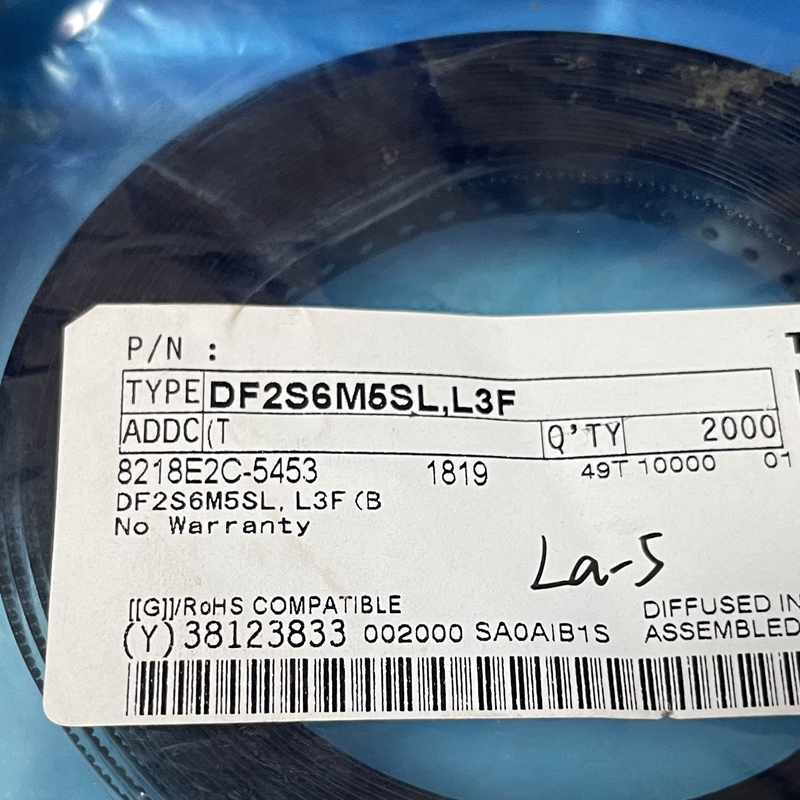 P/N :
TYPE DF2S6M5SL,L3F
ADDC (T Q'TY 2000
8218E2C-5453 1819 49T 10000 01
DF2S6M5SL, L3F (B
No Warranty
La-5
[[G]]/RoHS COMPATIBLE DIFFUSED IN
(Y) 38123833 002000 SA0AIB1S ASSEMBLED